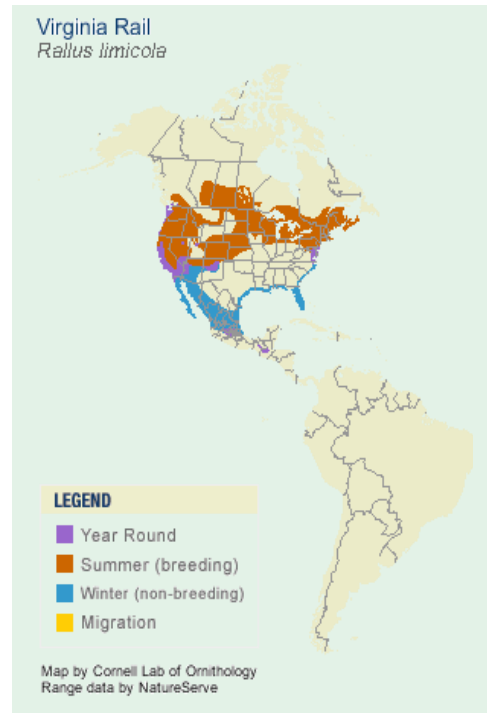 Virginia Rail
Rallus limicola
LEGEND
Year Round
Summer (breeding)
Winter (non-breeding)
Migration
Map by Cornell Lab of Ornithology
Range data by NatureServe